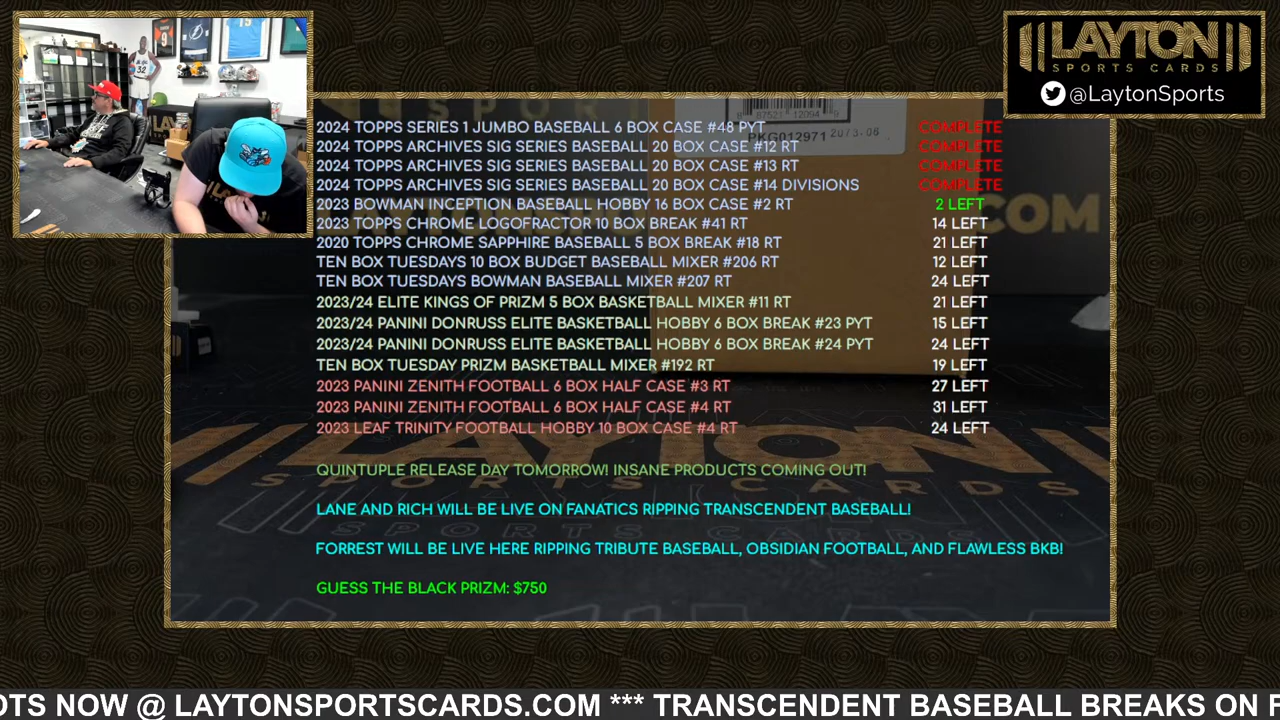 LAYTON
SPORTS CARDS
@LaytonSports
PKG012971
2024 TOPPS SERIES 1 JUMBO BASEBALL 6 BOX CASE #48 PYT COMPLETE
2024 TOPPS ARCHIVES SIG SERIES BASEBALL 20 BOX CASE #12 RT COMPLETE
2024 TOPPS ARCHIVES SIG SERIES BASEBALL 20 BOX CASE #13 RT COMPLETE
2024 TOPPS ARCHIVES SIG SERIES BASEBALL 20 BOX CASE #14 DIVISIONS COMPLETE
2023 BOWMAN INCEPTION BASEBALL HOBBY 16 BOX CASE #2 RT 2 LEFT
2023 TOPPS CHROME LOGOFRACTOR 10 BOX BREAK #41 RT 14 LEFT
2020 TOPPS CHROME SAPPHIRE BASEBALL 5 BOX BREAK #18 RT 21 LEFT
TEN BOX TUESDAYS 10 BOX BUDGET BASEBALL MIXER #206 RT 12 LEFT
TEN BOX TUESDAYS BOWMAN BASEBALL MIXER #207 RT 24 LEFT
2023/24 ELITE KINGS OF PRIZM 5 BOX BASKETBALL MIXER #11 RT 21 LEFT
2023/24 PANINI DONRUSS ELITE BASKETBALL HOBBY 6 BOX BREAK #23 PYT 15 LEFT
2023/24 PANINI DONRUSS ELITE BASKETBALL HOBBY 6 BOX BREAK #24 PYT 24 LEFT
TEN BOX TUESDAY PRIZM BASKETBALL MIXER #192 RT 19 LEFT
2023 PANINI ZENITH FOOTBALL 6 BOX HALF CASE #3 RT 27 LEFT
2023 PANINI ZENITH FOOTBALL 6 BOX HALF CASE #4 RT 31 LEFT
2023 LEAF TRINITY FOOTBALL HOBBY 10 BOX CASE #4 RT 24 LEFT
QUINTUPLE RELEASE DAY TOMORROW! INSANE PRODUCTS COMING OUT!
LANE AND RICH WILL BE LIVE ON FANATICS RIPPING TRANSCENDENT BASEBALL!
FORREST WILL BE LIVE HERE RIPPING TRIBUTE BASEBALL, OBSIDIAN FOOTBALL, AND FLAWLESS BKB!
GUESS THE BLACK PRIZM: $750
LAYTON
SPORTS CARDS
OTS NOW @ LAYTONSPORTSCARDS.COM *** TRANSCENDENT BASEBALL BREAKS ON